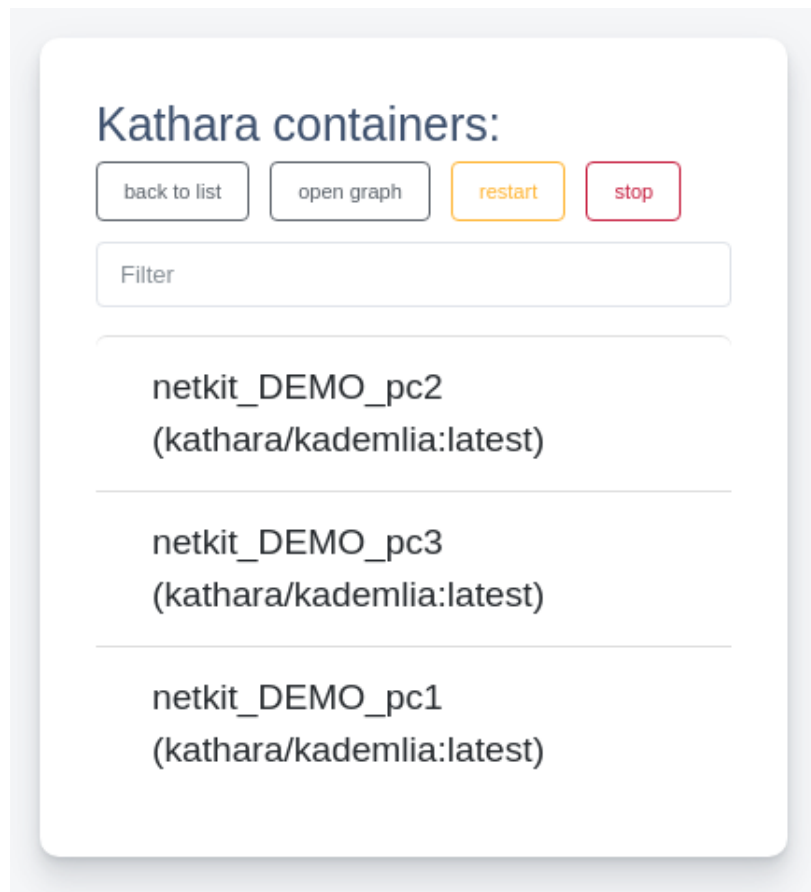 Kathara containers:
back to list open graph restart stop
Filter
netkit_DEMO_pc2
(kathara/kademlia:latest)
netkit_DEMO_pc3
(kathara/kademlia:latest)
netkit_DEMO_pc1
(kathara/kademlia:latest)